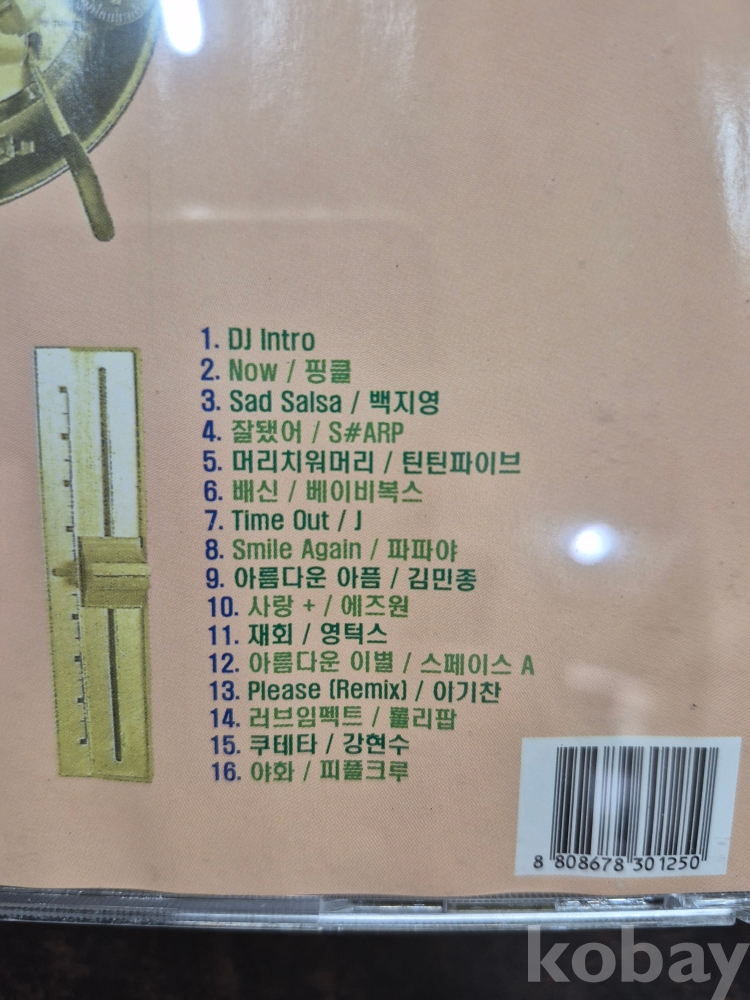 1. DJ Intro
2. Now / 핑클
3. Sad Salsa / 백지영
4. 잘됐어 / S#ARP
5. 머리치워머리 / 틴틴파이브
6. 배신 / 베이비복스
7. Time Out / J
8. Smile Again / 파파야
9. 아름다운 아픔 / 김민종
10. 사랑 + / 에즈원
11. 재회 / 영턱스
12. 아름다운 이별 / 스페이스 A
13. Please (Remix) / 이기찬
14. 러브임펙트 / 롤리팝
15. 쿠테타 / 강현수
16. 야화 / 피플크루
8 808678 301250
kobay